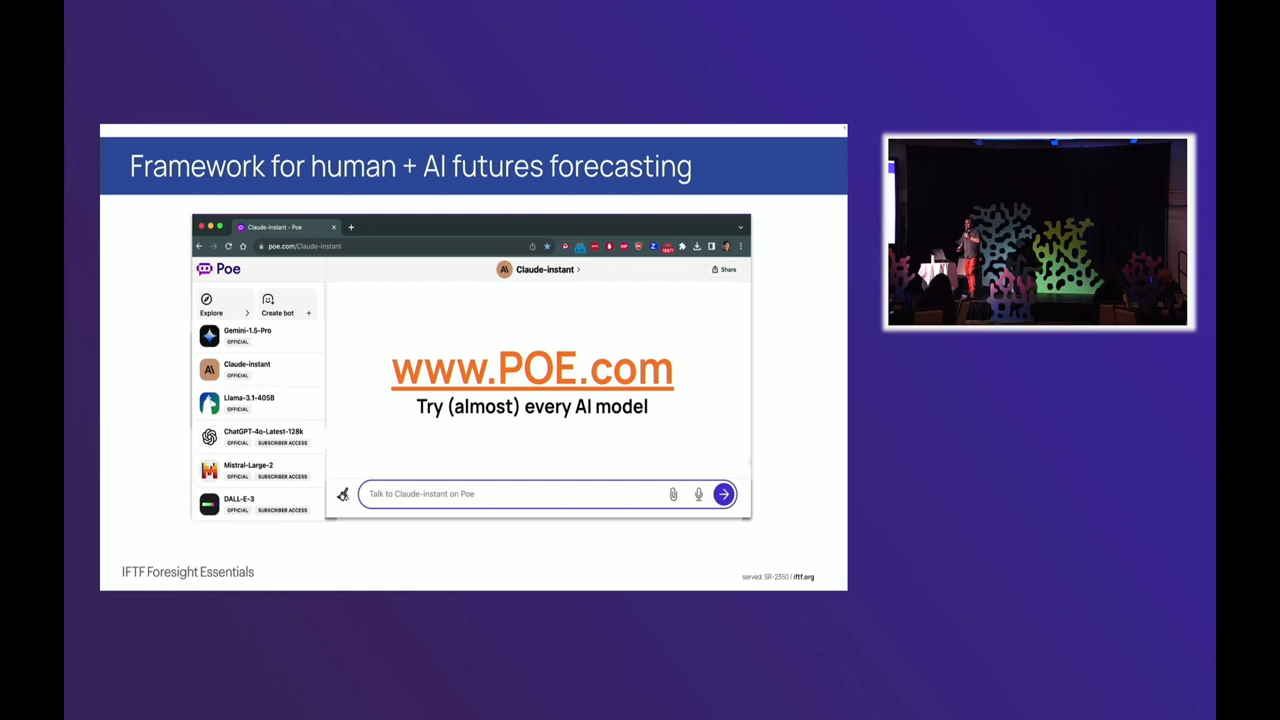 Framework for human + AI futures forecasting
Claude-instant - Poe
poe.com/Claude-instant
Poe
Claude-instant
Share
Explore
Create bot
Gemini-1.5-Pro
OFFICIAL
Claude-instant
OFFICIAL
Llama-3.1-405B
OFFICIAL
ChatGPT-4o-Latest-128k
OFFICIAL SUBSCRIBER ACCESS
Mistral-Large-2
OFFICIAL SUBSCRIBER ACCESS
DALL-E-3
OFFICIAL SUBSCRIBER ACCESS
www.POE.com
Try (almost) every AI model
Talk to Claude-instant on Poe
IFTF Foresight Essentials
served. SR-2350 / iftf.org